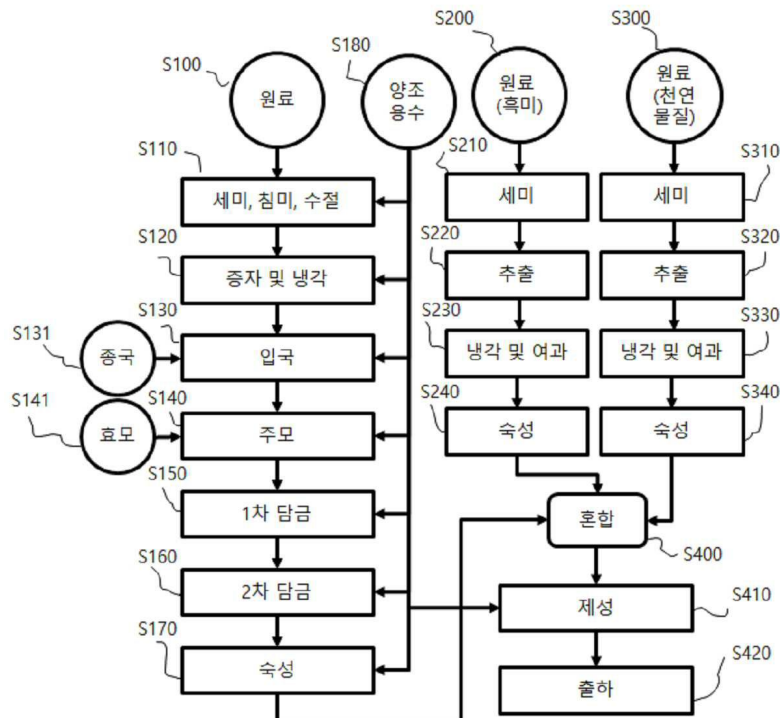 S100
원료
S180
양조
용수
S200
원료
(흑미)
S300
원료
(천연
물질)
S110
세미, 침미, 수절
S210
세미
S310
세미
S120
증자 및 냉각
S220
추출
S320
추출
S130
S131
종국
입국
S230
냉각 및 여과
S330
냉각 및 여과
S140
S141
효모
주모
S240
숙성
S340
숙성
S150
1차 담금
혼합
S400
S160
2차 담금
제성
S410
S170
숙성
출하
S420